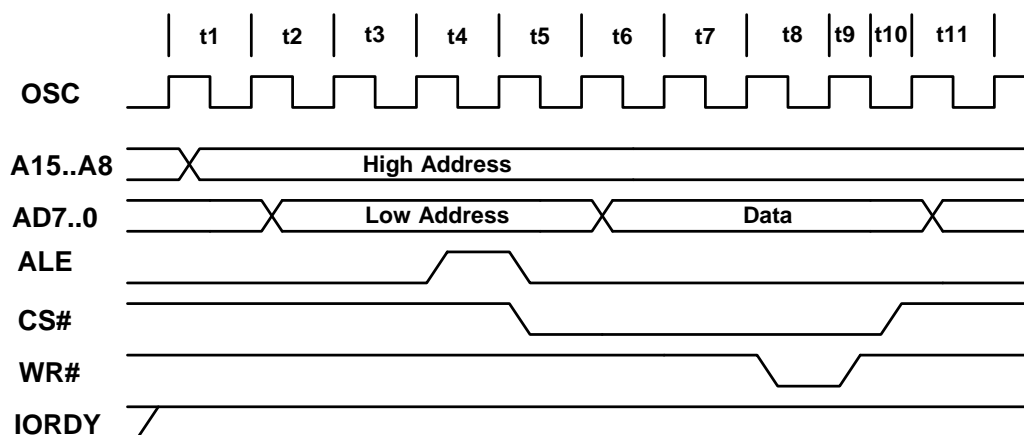 t1 t2 t3 t4 t5 t6 t7 t8 t9 t10 t11
OSC
A15..A8 High Address
AD7..0 Low Address Data
ALE
CS#
WR#
IORDY